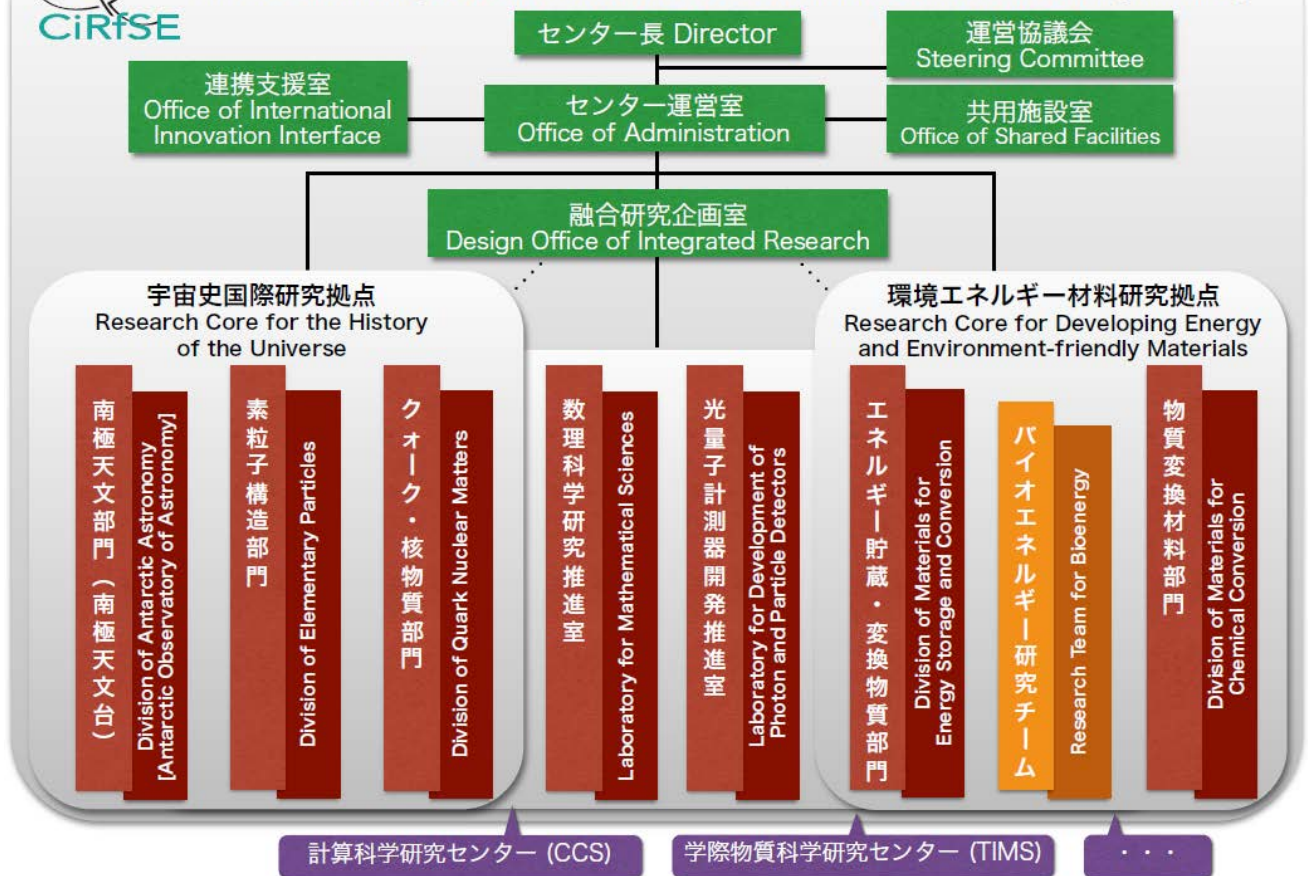 CiRfSE
センター長 Director
運営協議会
Steering Committee
連携支援室
Office of International
Innovation Interface
センター運営室
Office of Administration
共用施設室
Office of Shared Facilities
融合研究企画室
Design Office of Integrated Research
宇宙史国際研究拠点
Research Core for the History
of the Universe
環境エネルギー材料研究拠点
Research Core for Developing Energy
and Environment-friendly Materials
南極天文部門（南極天文台）
Division of Antarctic Astronomy
[Antarctic Observatory of Astronomy]
素粒子構造部門
Division of Elementary Particles
クォーク・核物質部門
Division of Quark Nuclear Matters
数理科学研究推進室
Laboratory for Mathematical Sciences
光量子計測器開発推進室
Laboratory for Development of
Photon and Particle Detectors
エネルギー貯蔵・変換物質部門
Division of Materials for
Energy Storage and Conversion
バイオエネルギー研究チーム
Research Team for Bioenergy
物質変換材料部門
Division of Materials for
Chemical Conversion
計算科学研究センター (CCS)
学際物質科学研究センター (TIMS)
・・・